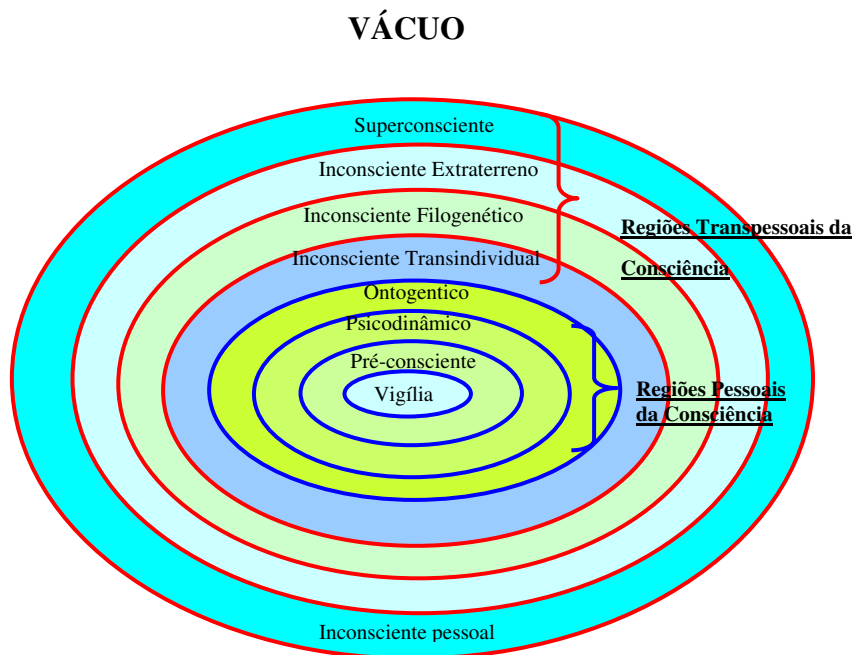 VÁCUO
Superconsciente
Inconsciente Extraterreno
Inconsciente Filogenético
Regiões Transpessoais da
Consciência
Inconsciente Transindividual
Ontogentico
Psicodinâmico
Pré-consciente
Vigília
Regiões Pessoais
da Consciência
Inconsciente pessoal